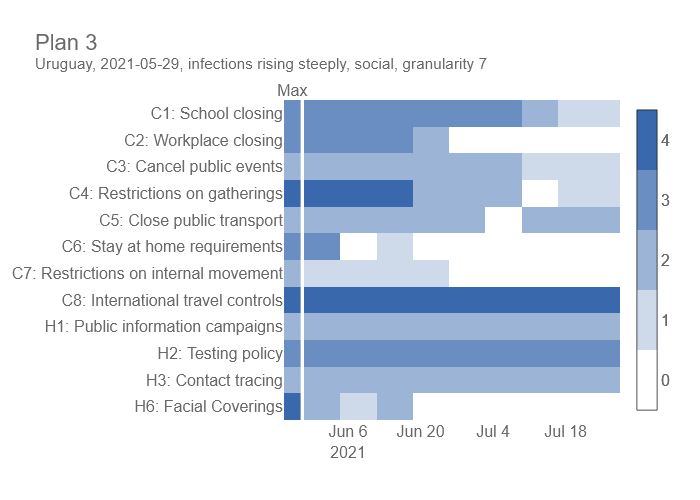 Plan 3
Uruguay, 2021-05-29, infections rising steeply, social, granularity 7
Max
C1: School closing
C2: Workplace closing
C3: Cancel public events
C4: Restrictions on gatherings
C5: Close public transport
C6: Stay at home requirements
C7: Restrictions on internal movement
C8: International travel controls
H1: Public information campaigns
H2: Testing policy
H3: Contact tracing
H6: Facial Coverings
Jun 6 Jun 20 Jul 4 Jul 18
2021
4
3
2
1
0